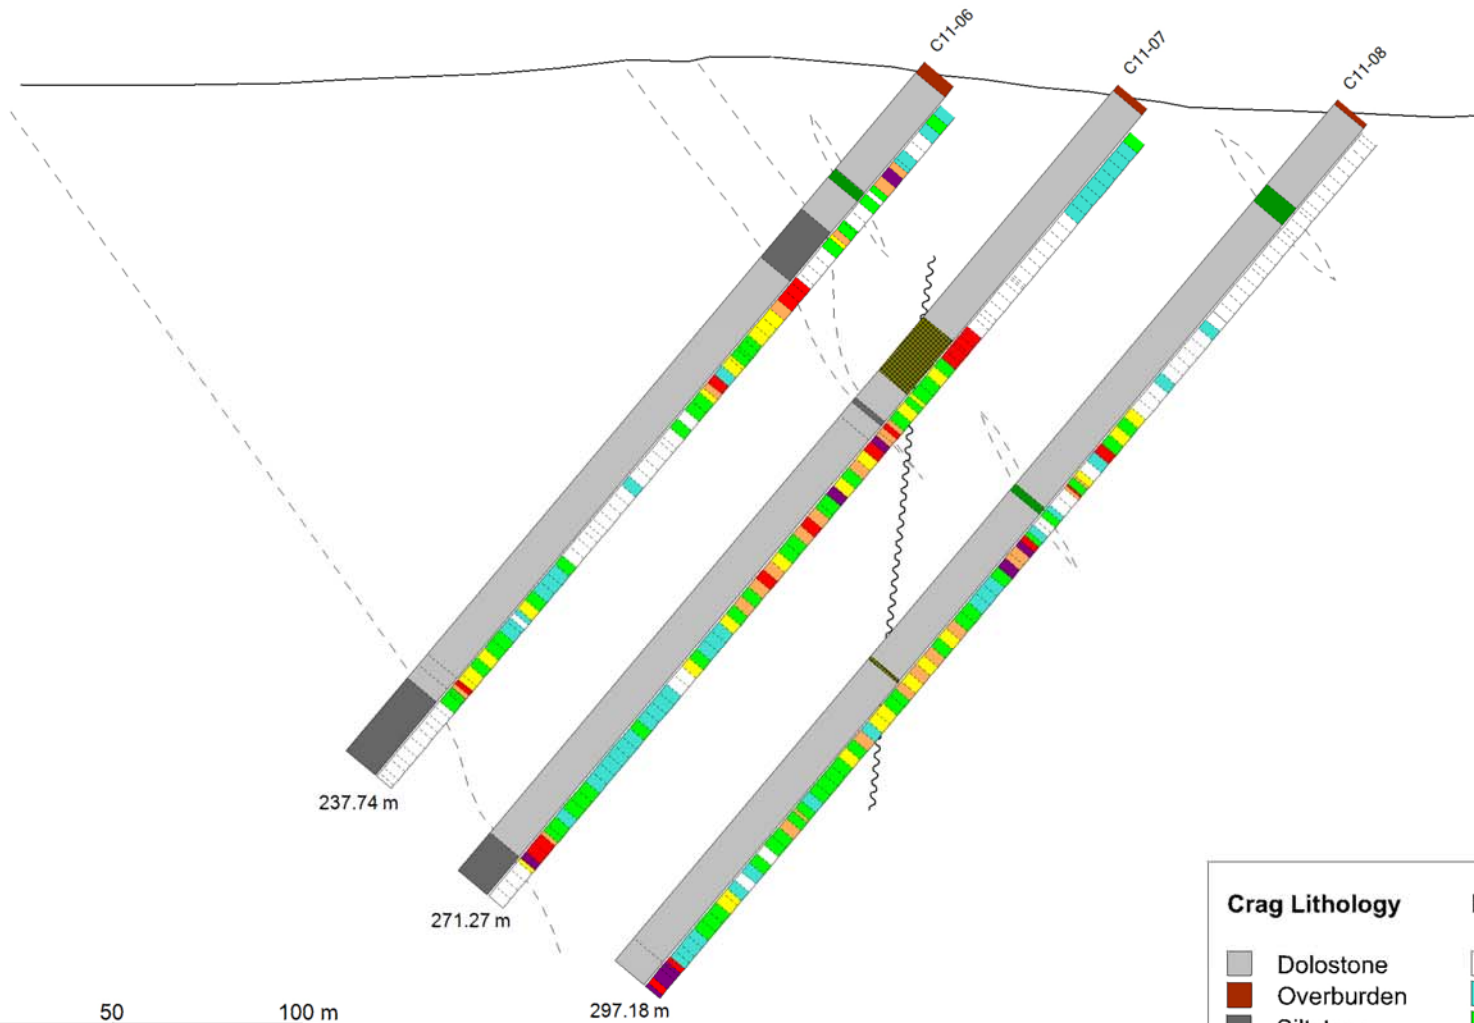 C11-06
C11-07
C11-08
237.74 m
271.27 m
297.18 m
50 100 m
Crag Lithology
Dolostone
Overburden